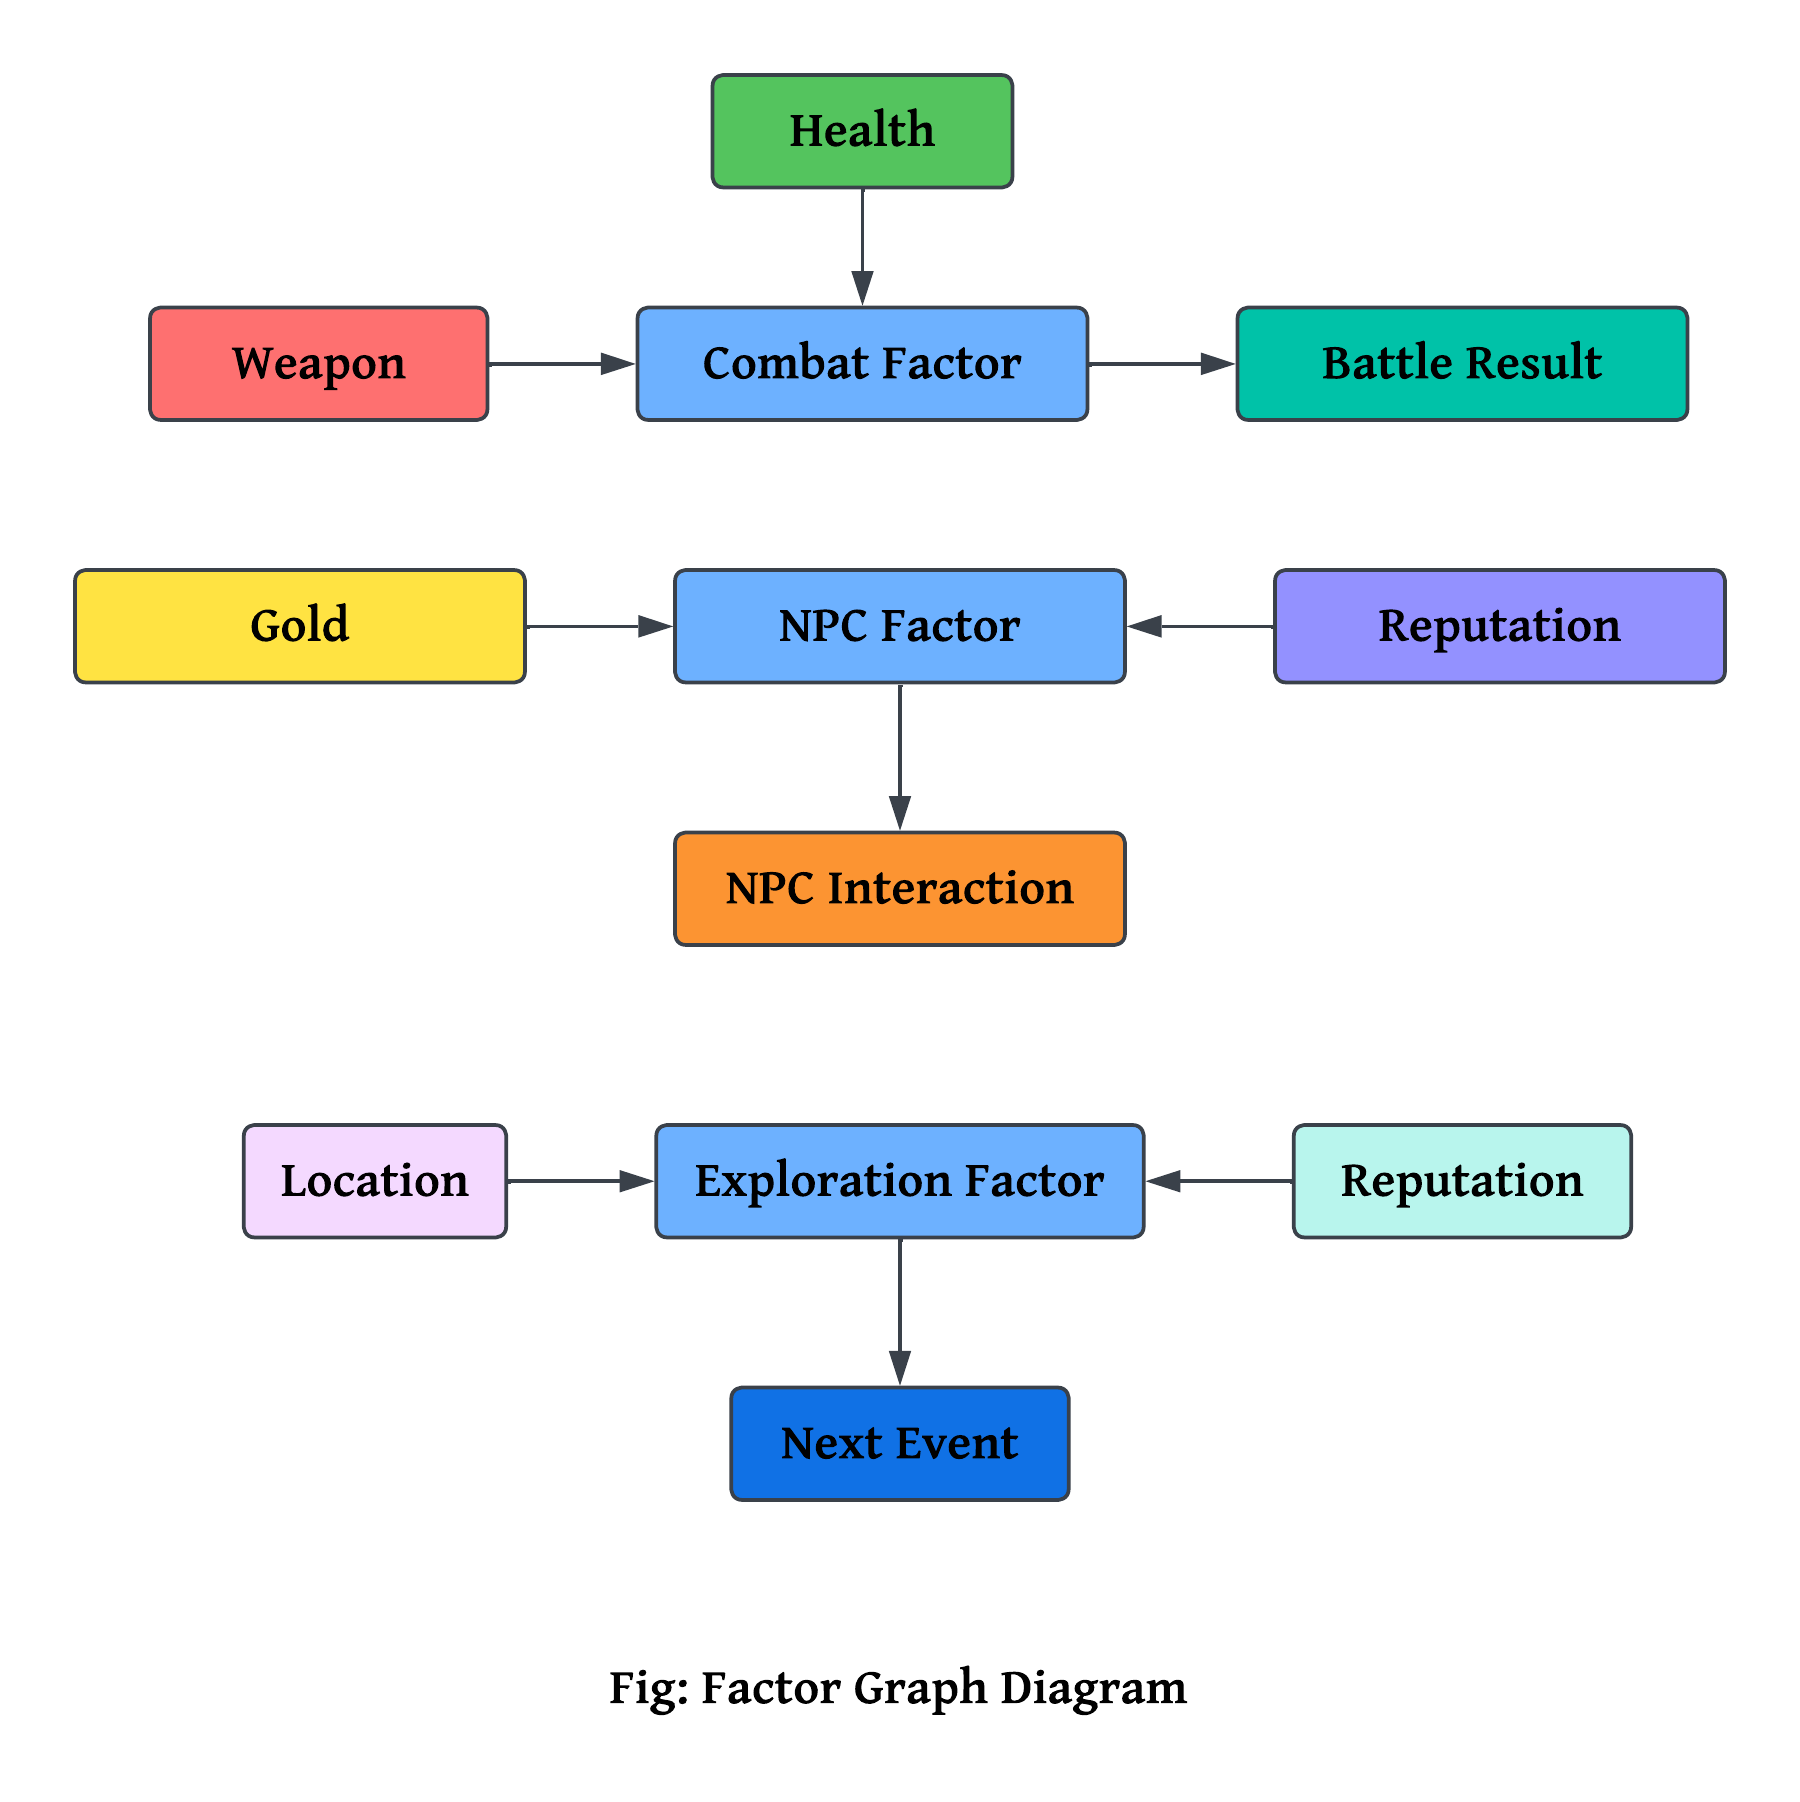 Health
Weapon
Combat Factor
Battle Result
Gold
NPC Factor
Reputation
NPC Interaction
Location
Exploration Factor
Reputation
Next Event
Fig: Factor Graph Diagram